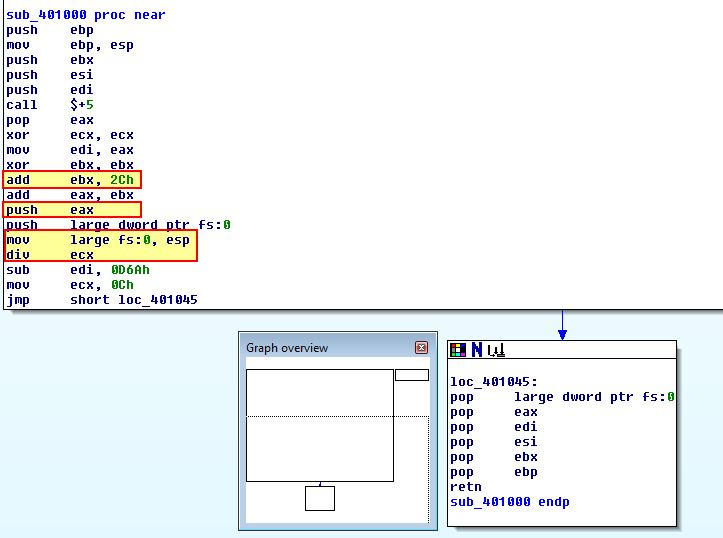 sub_401000 proc near
push ebp
mov ebp, esp
push ebx
push esi
push edi
call $+5
pop eax
xor ecx, ecx
mov edi, eax
xor ebx, ebx
add ebx, 2Ch
add eax, ebx
push eax
push large dword ptr fs:0
mov large fs:0, esp
div ecx
sub edi, 0D6Ah
mov ecx, 0Ch
jmp short loc_401045
Graph overview
loc_401045:
pop large dword ptr fs:0
pop eax
pop edi
pop esi
pop ebx
pop ebp
retn
sub_401000 endp